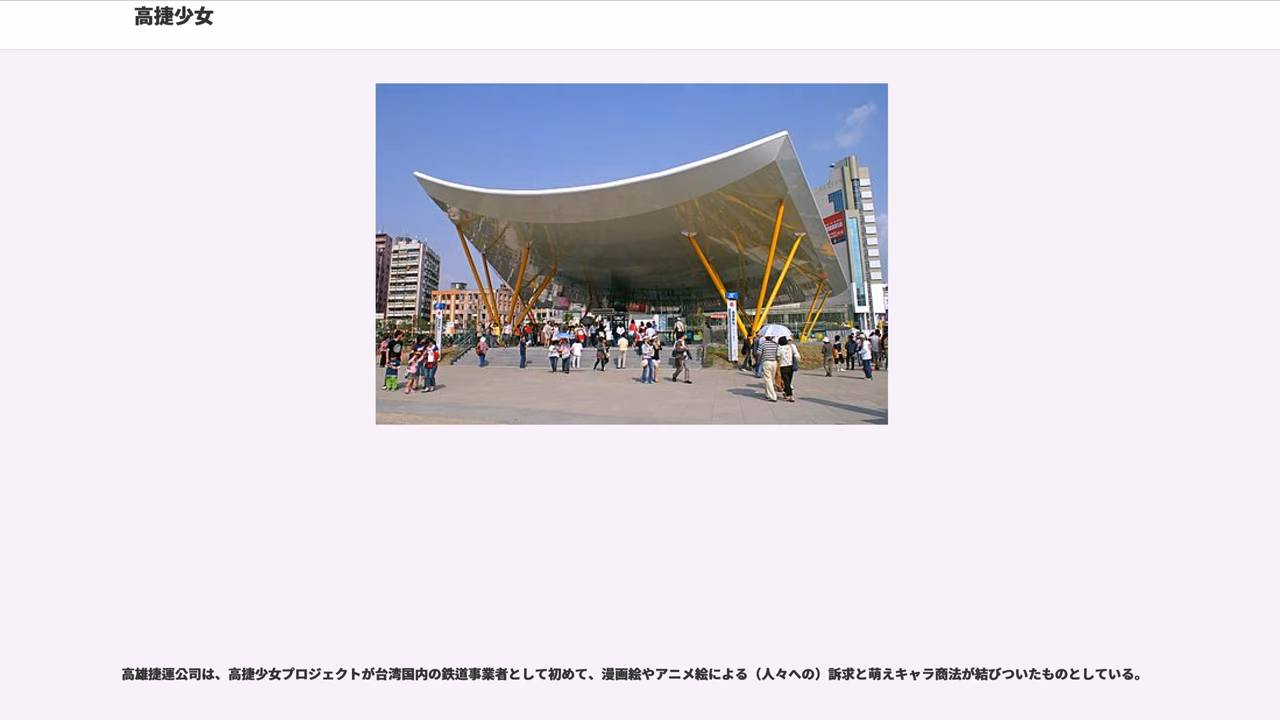 高捷少女
高雄捷運公司は、高捷少女プロジェクトが台湾国内の鉄道事業者として初めて、漫画絵やアニメ絵による（人々への）訴求と萌えキャラ商法が結びついたものとしている。